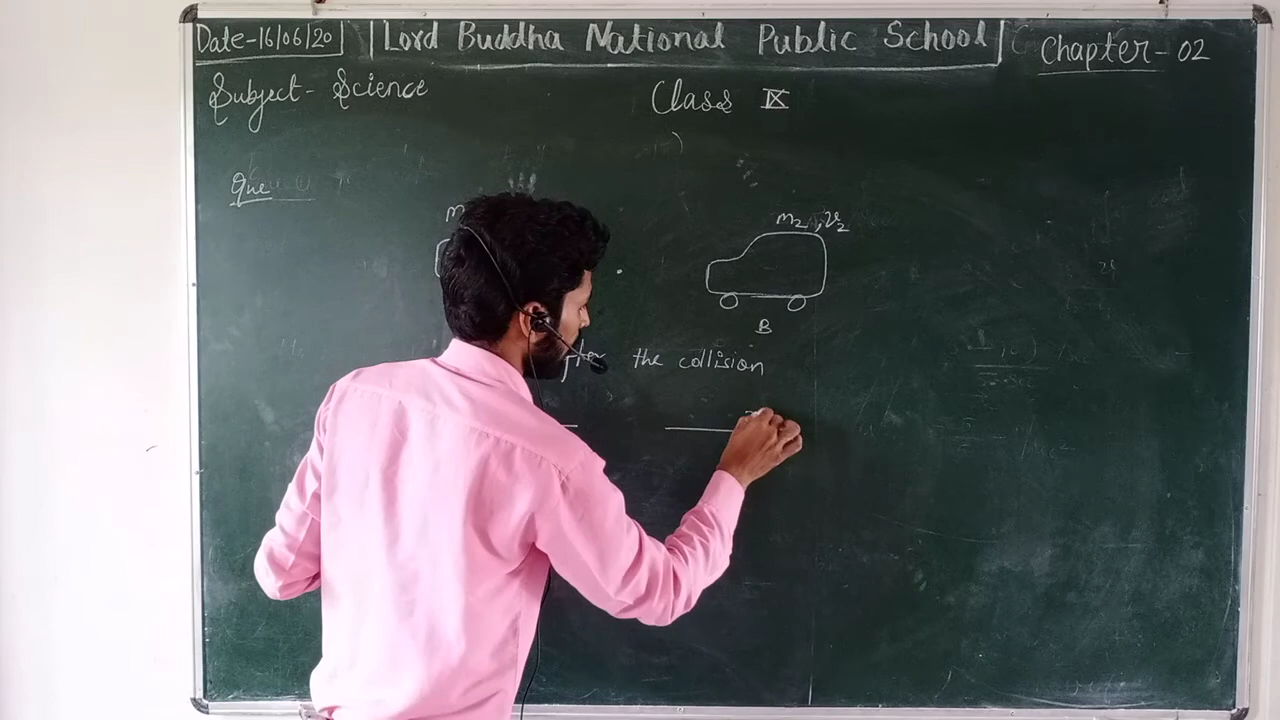 Date-16/06/20 Lord Buddha National Public School Chapter-02
Subject- Science Class IX
Que
m m2, v2
B
the collision